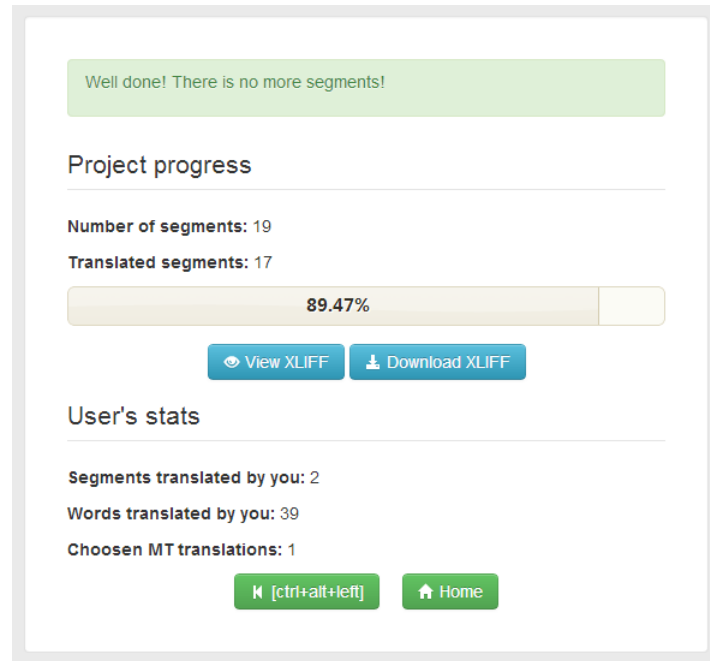 Well done! There is no more segments!
Project progress
Number of segments: 19
Translated segments: 17
89.47%
View XLIFF Download XLIFF
User's stats
Segments translated by you: 2
Words translated by you: 39
Choosen MT translations: 1
[ctrl+alt+left] Home